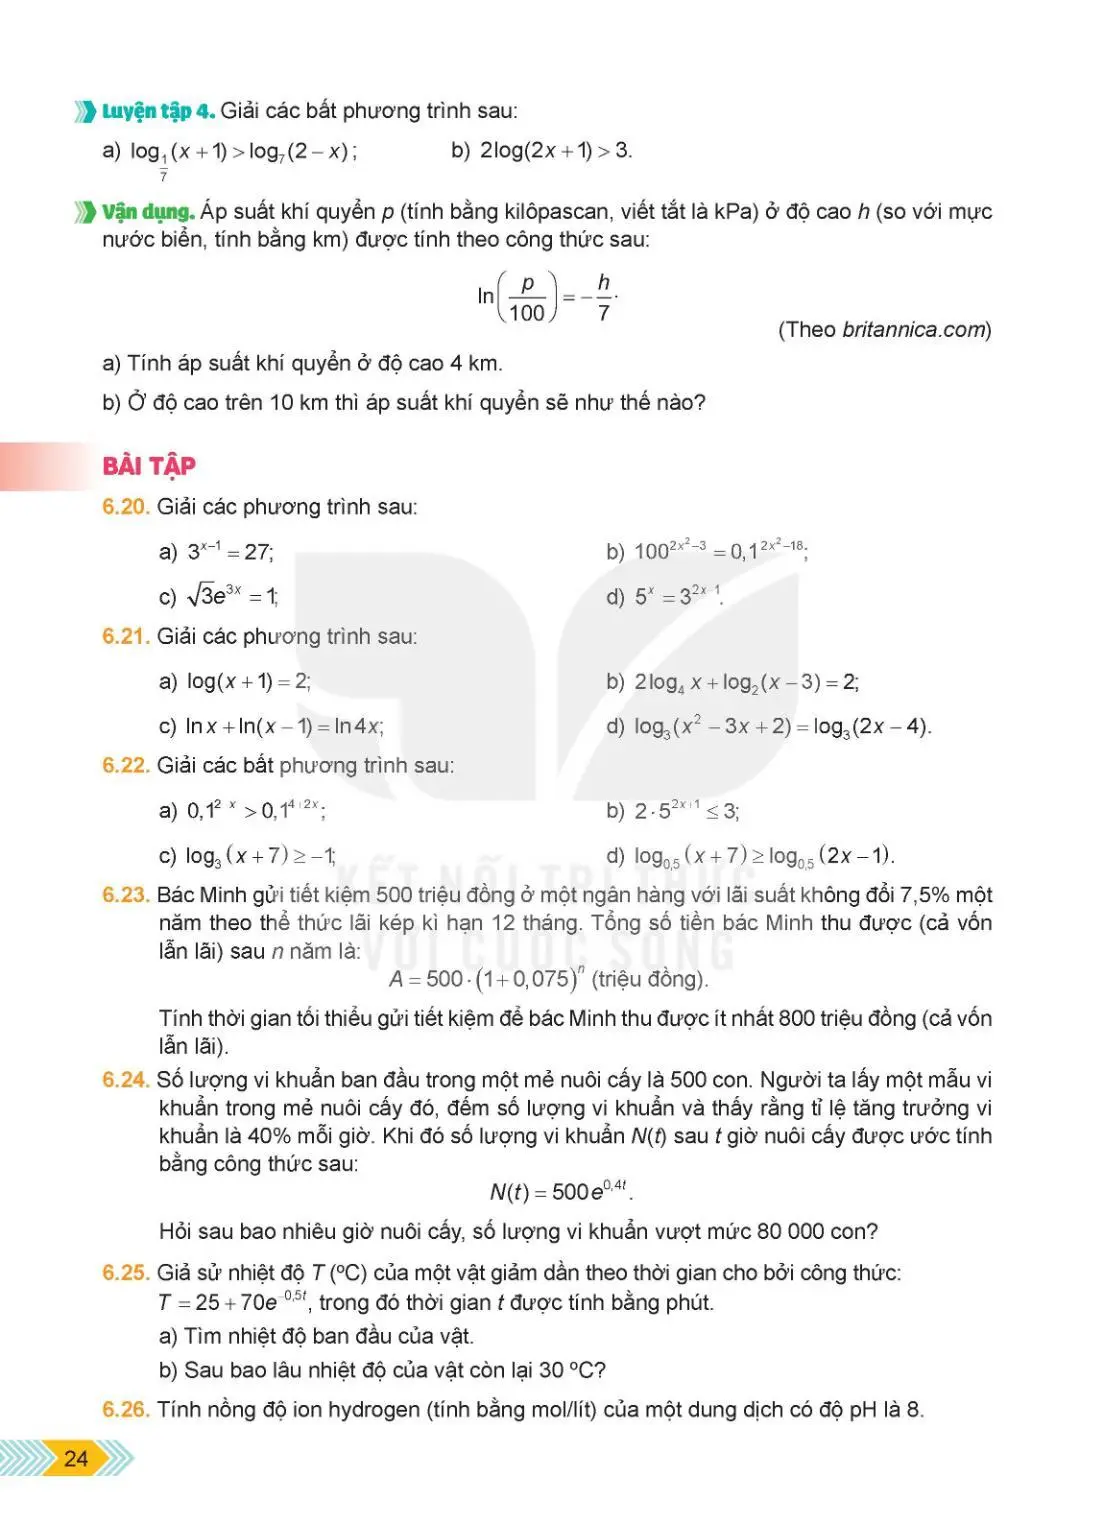 Luyện tập 4. Giải các bất phương trình sau:
a) log_{1/7}(x + 1) > log_7(2 − x);    b) 2log(2x + 1) > 3.
Vận dụng. Áp suất khí quyển p (tính bằng kilôpascan, viết tắt là kPa) ở độ cao h (so với mực
nước biển, tính bằng km) được tính theo công thức sau:
ln(p/100) = −h/7.
(Theo britannica.com)
a) Tính áp suất khí quyển ở độ cao 4 km.
b) Ở độ cao trên 10 km thì áp suất khí quyển sẽ như thế nào?
BÀI TẬP
6.20. Giải các phương trình sau:
a) 3^{x−1} = 27;    b) 100^{2x²−3} = 0,1^{2x²−18};
c) √3e^{3x} = 1;    d) 5^x = 3^{2x−1}.
6.21. Giải các phương trình sau:
a) log(x + 1) = 2;    b) 2log_4 x + log_2(x − 3) = 2;
c) ln x + ln(x − 1) = ln 4x;    d) log_3(x² − 3x + 2) = log_3(2x − 4).
6.22. Giải các bất phương trình sau:
a) 0,1^{2−x} > 0,1^{4+2x};    b) 2·5^{2x+1} ≤ 3;
c) log_3(x + 7) ≥ −1;    d) log_{0,5}(x + 7) ≥ log_{0,5}(2x − 1).
KẾT NỐI TRI THỨC
6.23. Bác Minh gửi tiết kiệm 500 triệu đồng ở một ngân hàng với lãi suất không đổi 7,5% một
năm theo thể thức lãi kép kì hạn 12 tháng. Tổng số tiền bác Minh thu được (cả vốn
lẫn lãi) sau n năm là:
VỚI CUỘC SỐNG
A = 500·(1 + 0,075)^n (triệu đồng).
Tính thời gian tối thiểu gửi tiết kiệm để bác Minh thu được ít nhất 800 triệu đồng (cả vốn
lẫn lãi).
6.24. Số lượng vi khuẩn ban đầu trong một mẻ nuôi cấy là 500 con. Người ta lấy một mẫu vi
khuẩn trong mẻ nuôi cấy đó, đếm số lượng vi khuẩn và thấy rằng tỉ lệ tăng trưởng vi
khuẩn là 40% mỗi giờ. Khi đó số lượng vi khuẩn N(t) sau t giờ nuôi cấy được ước tính
bằng công thức sau:
N(t) = 500e^{0,4t}.
Hỏi sau bao nhiêu giờ nuôi cấy, số lượng vi khuẩn vượt mức 80 000 con?
6.25. Giả sử nhiệt độ T (ºC) của một vật giảm dần theo thời gian cho bởi công thức:
T = 25 + 70e^{−0,5t}, trong đó thời gian t được tính bằng phút.
a) Tìm nhiệt độ ban đầu của vật.
b) Sau bao lâu nhiệt độ của vật còn lại 30 ºC?
6.26. Tính nồng độ ion hydrogen (tính bằng mol/lít) của một dung dịch có độ pH là 8.
24